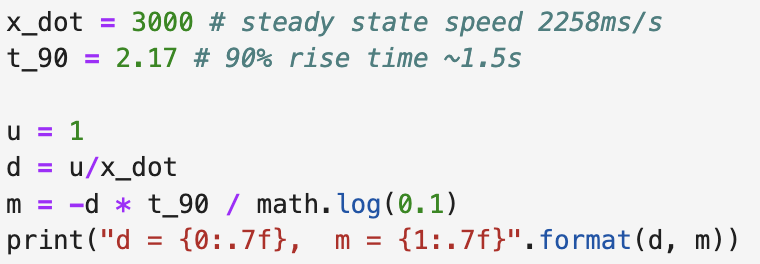 x_dot = 3000 # steady state speed 2258ms/s
t_90 = 2.17 # 90% rise time ~1.5s
u = 1
d = u/x_dot
m = -d * t_90 / math.log(0.1)
print("d = {0:.7f},  m = {1:.7f}".format(d, m))